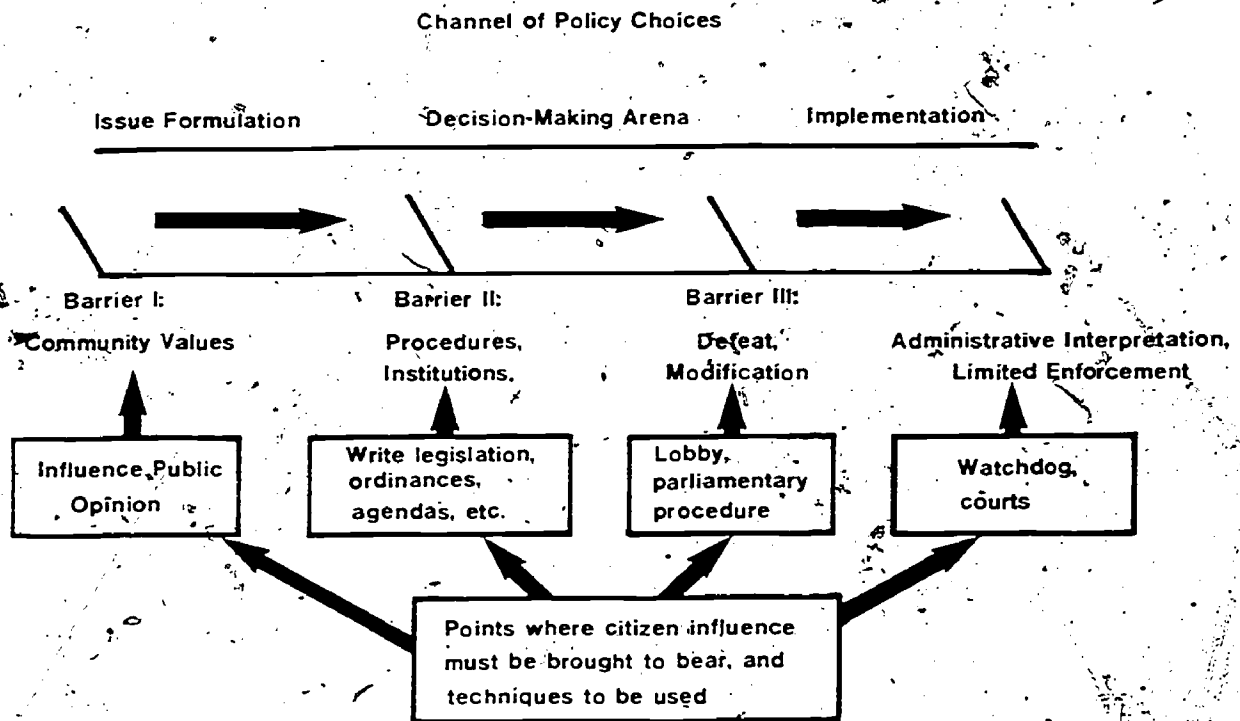 Channel of Policy Choices
Issue Formulation
Decision-Making Arena
Implementation
Barrier I:
Barrier II:
Barrier III:
Community Values
Procedures,
Institutions.
Defeat,
Modification
Administrative Interpretation,
Limited Enforcement
Influence Public
Opinion
Write legislation,
ordinances,
agendas, etc.
Lobby,
parliamentary
procedure
Watchdog,
courts
Points where citizen influence
must be brought to bear, and
techniques to be used